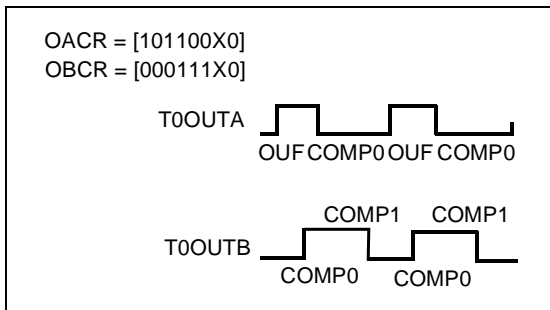 OACR = [101100X0]
OBCR = [000111X0]
T0OUTA
OUF COMP0 OUF COMP0
COMP1 COMP1
T0OUTB
COMP0 COMP0